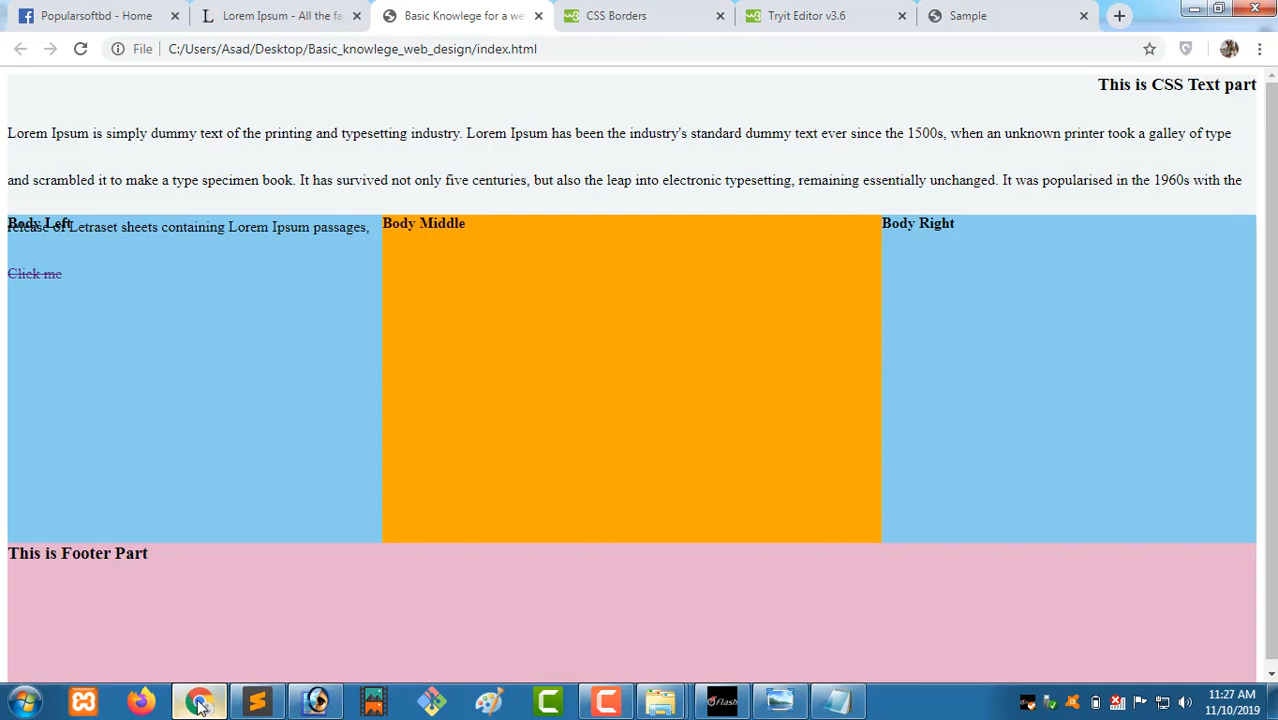 Populars​oftbd - Home
Lorem Ipsum - All the fa
Basic Knowlege for a we
CSS Borders
Tryit Editor v3.6
Sample
File
C:/Users/Asad/Desktop/Basic_knowlege_web_design/index.html
This is CSS Text part
Lorem Ipsum is simply dummy text of the printing and typesetting industry. Lorem Ipsum has been the industry's standard dummy text ever since the 1500s, when an unknown printer took a galley of type
and scrambled it to make a type specimen book. It has survived not only five centuries, but also the leap into electronic typesetting, remaining essentially unchanged. It was popularised in the 1960s with the
release of Letraset sheets containing Lorem Ipsum passages,
Body Left
Body Middle
Body Right
Click me
This is Footer Part
flash
11:27 AM
11/10/2019